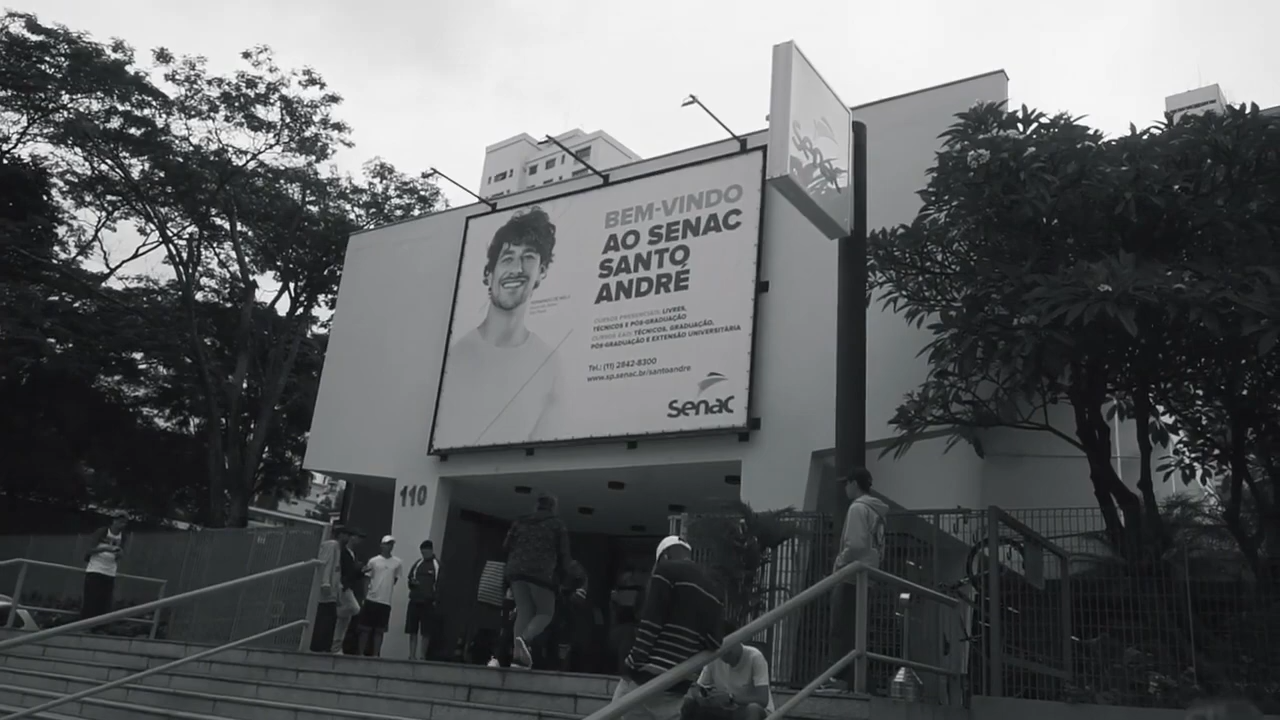 BEM-VINDO
AO SENAC
SANTO
ANDRÉ
CURSOS PRESENCIAIS: LIVRES,
TÉCNICOS E PÓS-GRADUAÇÃO
CURSOS EAD: TÉCNICOS, GRADUAÇÃO,
PÓS-GRADUAÇÃO E EXTENSÃO UNIVERSITÁRIA
Tel.: (11) 2842-8300
www.sp.senac.br/santoandre
Senac
110